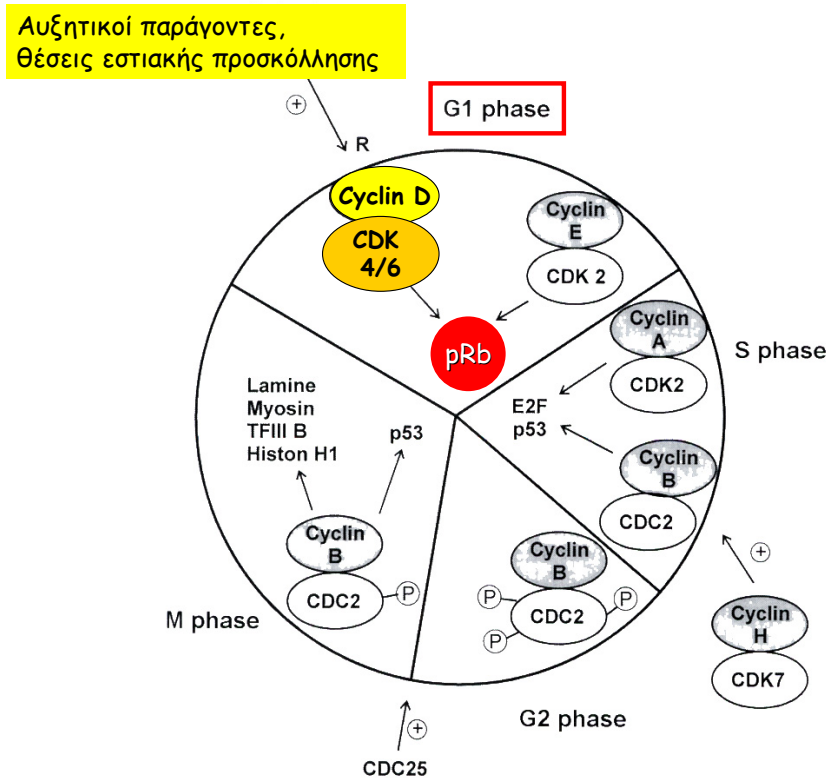 Αυξητικοί παράγοντες,
θέσεις εστιακής προσκόλλησης
+
G1 phase
R
Cyclin D
CDK
4/6
Cyclin
E
CDK 2
pRb
Cyclin
A
CDK2
S phase
E2F
p53
Cyclin
B
CDC2
+
Cyclin
H
CDK7
Lamine
Myosin
TFIII B
Histon H1
p53
Cyclin
B
CDC2
P
M phase
Cyclin
B
CDC2
P
P
P
G2 phase
+
CDC25